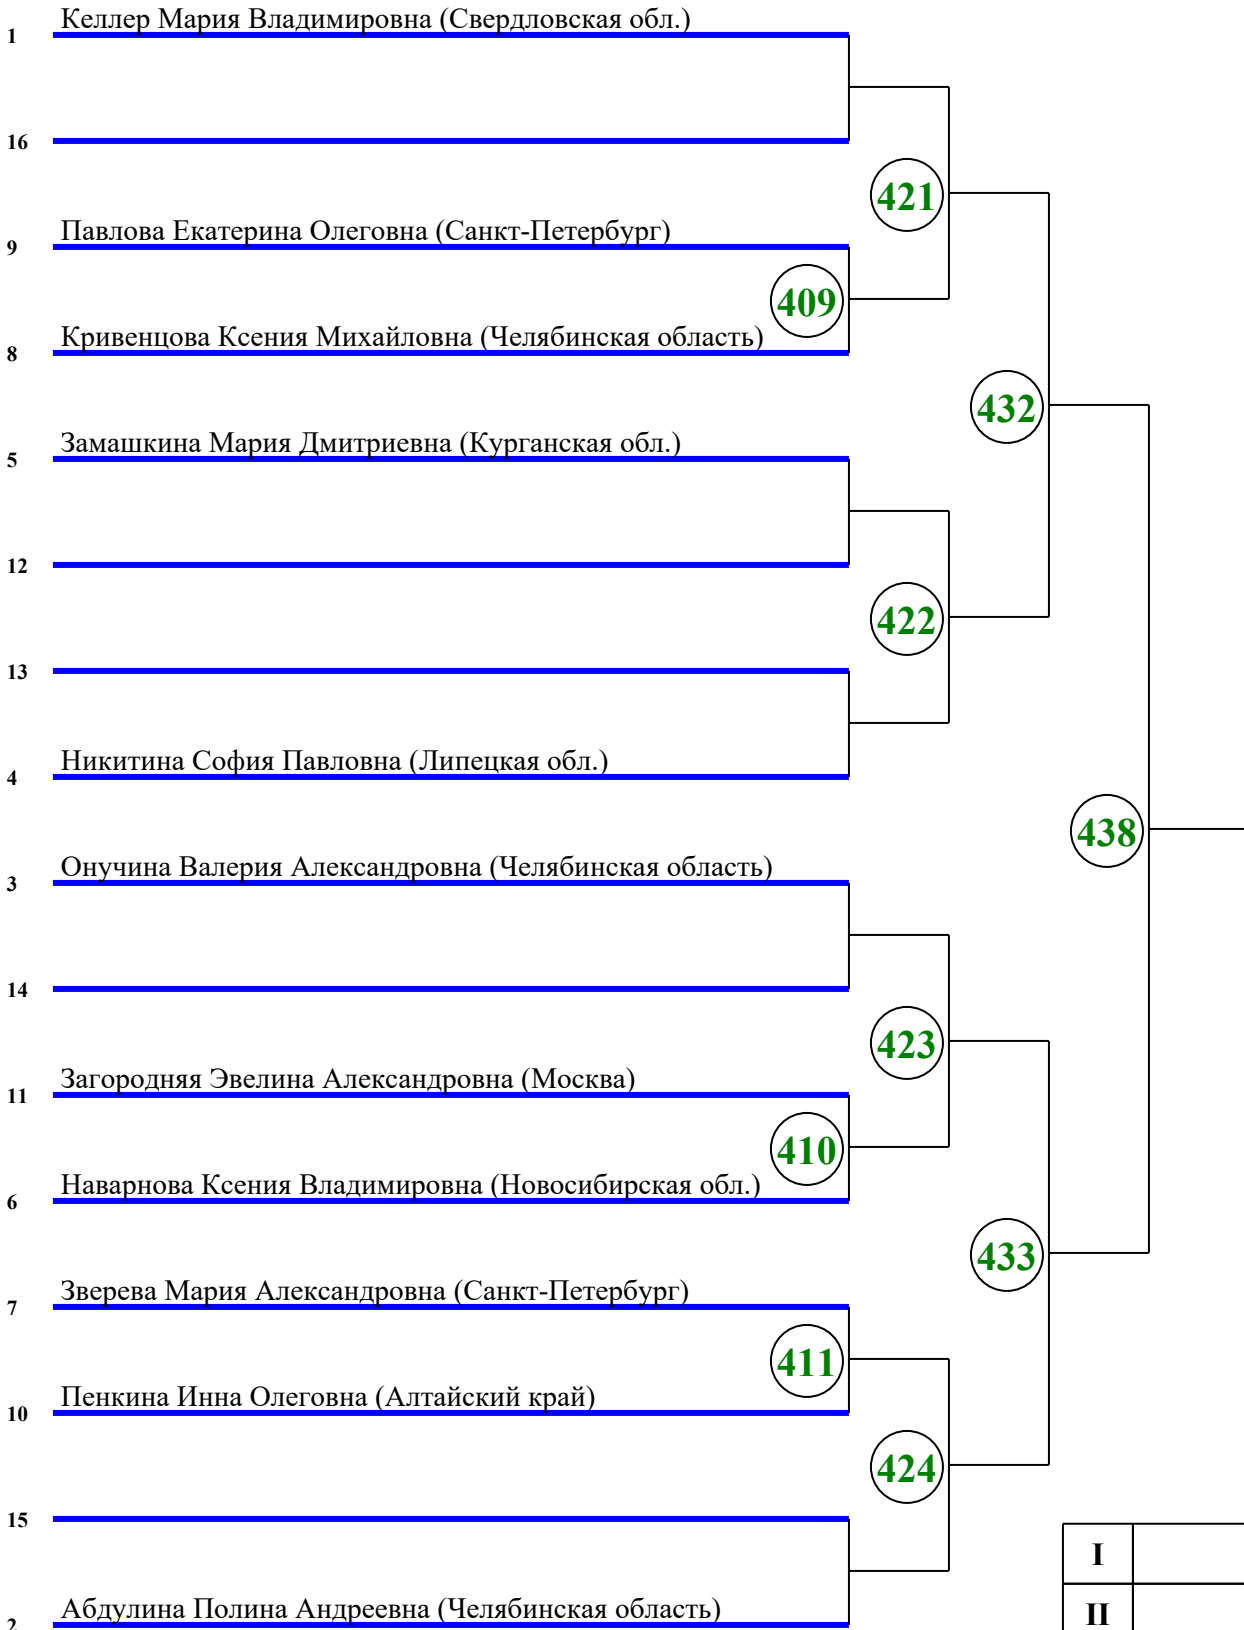 Келлер Мария Владимировна (Свердловская обл.)
1
16
421
Павлова Екатерина Олеговна (Санкт-Петербург)
9
409
Кривенцова Ксения Михайловна (Челябинская область)
8
432
Замашкина Мария Дмитриевна (Курганская обл.)
5
12
422
13
Никитина София Павловна (Липецкая обл.)
4
438
Онучина Валерия Александровна (Челябинская область)
3
14
423
Загородняя Эвелина Александровна (Москва)
11
410
Наварнова Ксения Владимировна (Новосибирская обл.)
6
433
Зверева Мария Александровна (Санкт-Петербург)
7
411
Пенкина Инна Олеговна (Алтайский край)
10
424
15
I
Абдулина Полина Андреевна (Челябинская область)
2
II